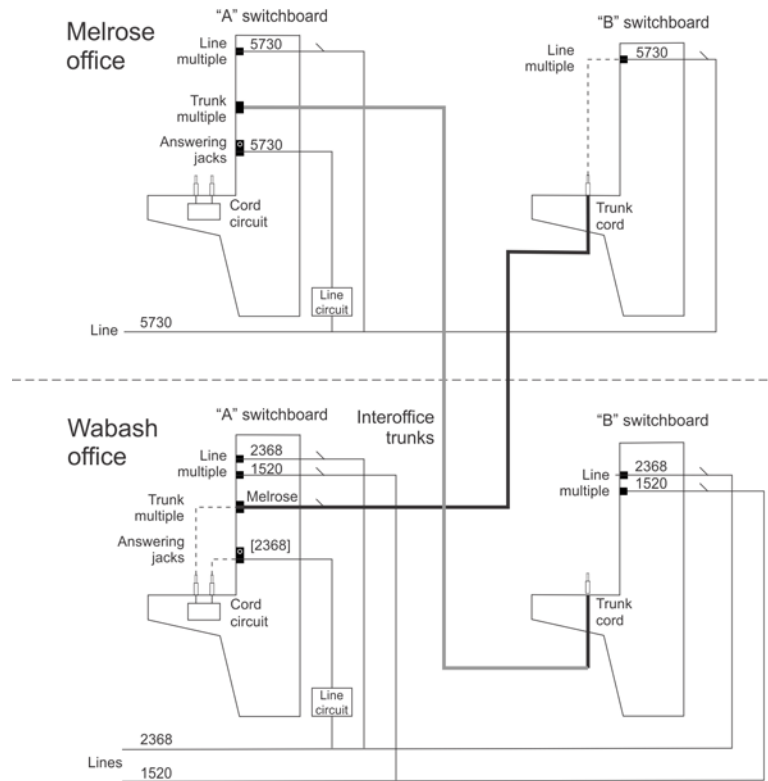 Melrose
office
“A” switchboard
Line
multiple
5730
Trunk
multiple
Answering
jacks
5730
Cord
circuit
Line
circuit
Line
5730
“B” switchboard
Line
multiple
5730
Trunk
cord
Wabash
office
“A” switchboard
Line
multiple
2368
1520
Trunk
multiple
Melrose
Answering
jacks
[2368]
Cord
circuit
Line
circuit
Interoffice
trunks
“B” switchboard
Line
multiple
2368
1520
Trunk
cord
Lines
2368
1520